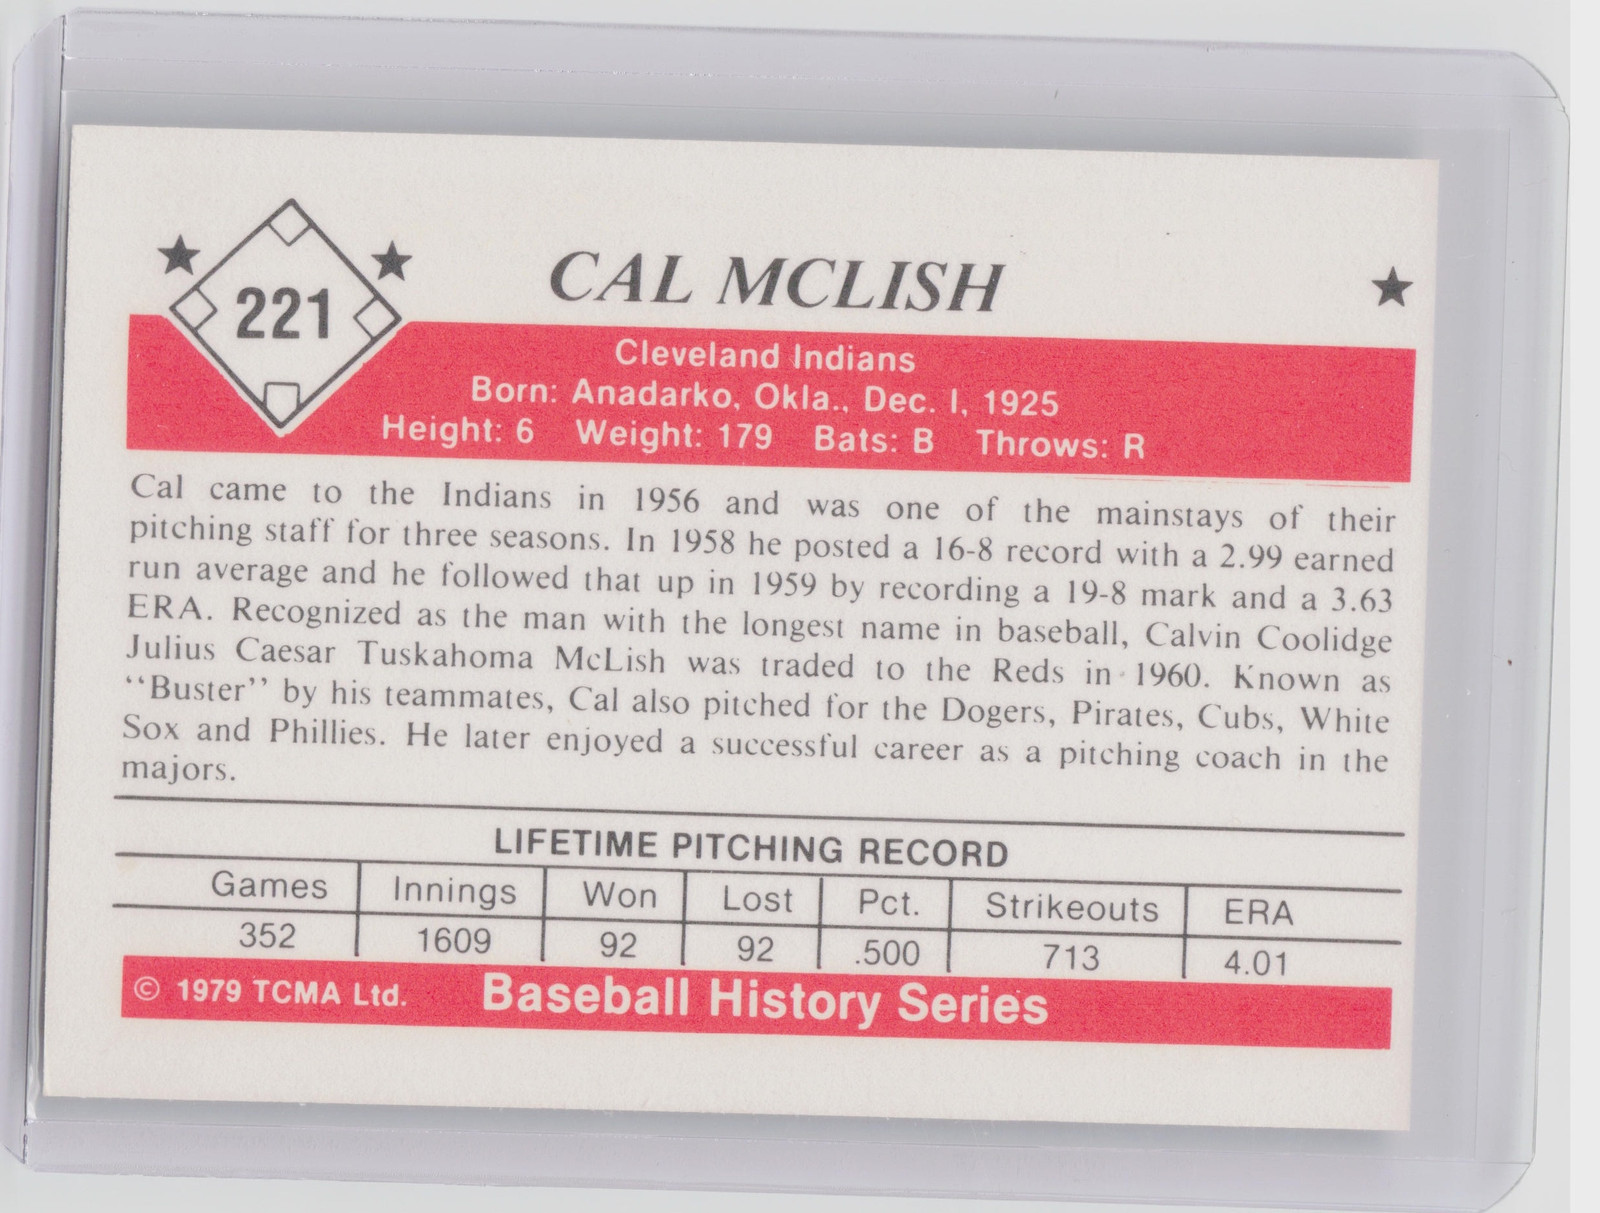 221
CAL MCLISH
Cleveland Indians
Born: Anadarko, Okla., Dec. I, 1925
Height: 6 Weight: 179 Bats: B Throws: R
Cal came to the Indians in 1956 and was one of the mainstays of their
pitching staff for three seasons. In 1958 he posted a 16-8 record with a 2.99 earned
run average and he followed that up in 1959 by recording a 19-8 mark and a 3.63
ERA. Recognized as the man with the longest name in baseball, Calvin Coolidge
Julius Caesar Tuskahoma McLish was traded to the Reds in 1960. Known as
“Buster” by his teammates, Cal also pitched for the Dogers, Pirates, Cubs, White
Sox and Phillies. He later enjoyed a successful career as a pitching coach in the
majors.
LIFETIME PITCHING RECORD
Games Innings Won Lost Pct. Strikeouts ERA
352 1609 92 92 .500 713 4.01
© 1979 TCMA Ltd. Baseball History Series